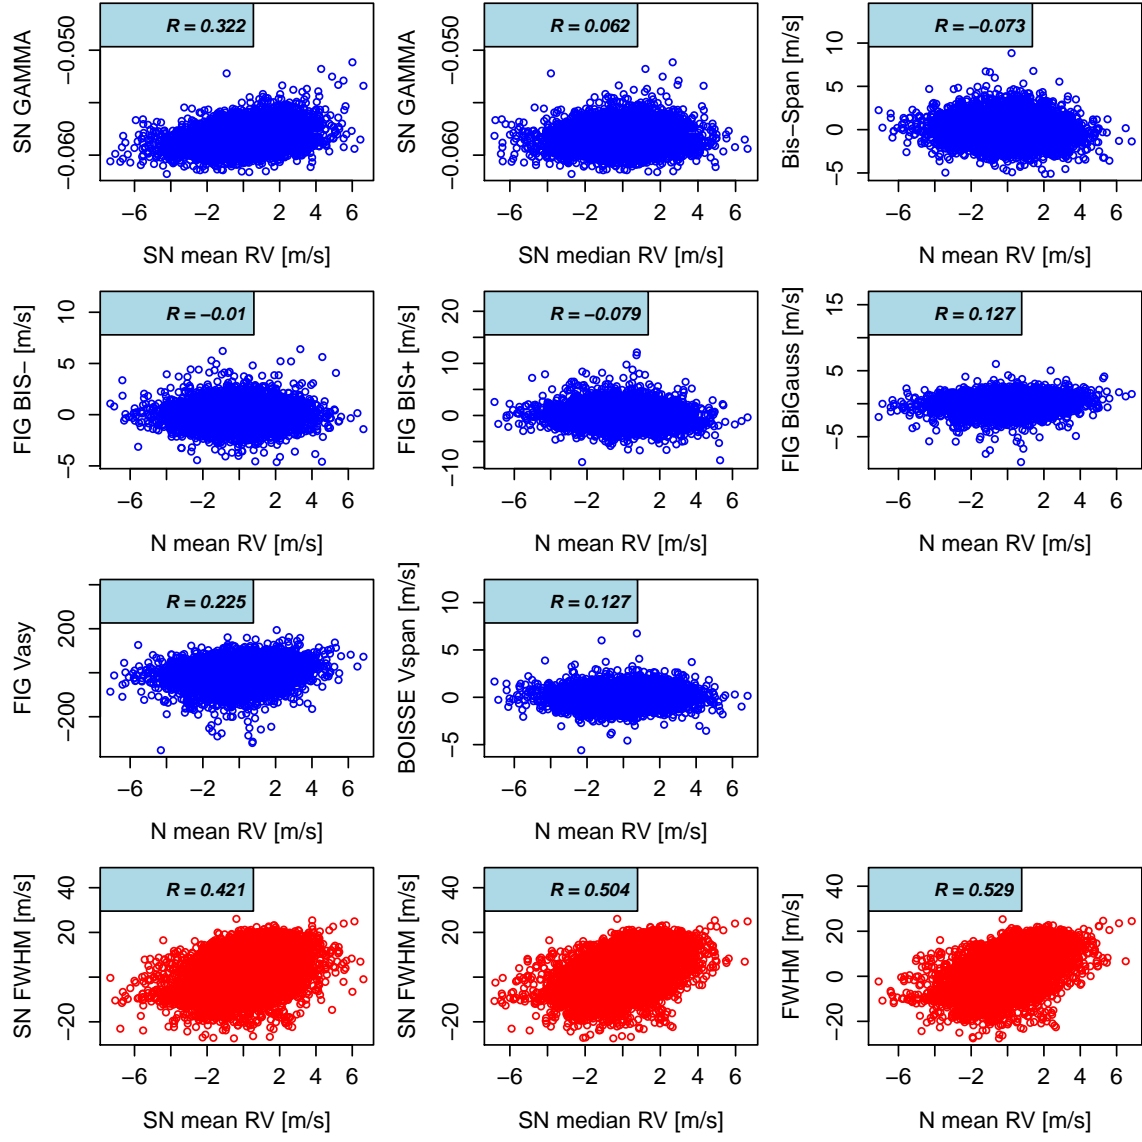 R = 0.322
SN GAMMA
−0.060 −0.050
−6 −2 2 4 6
SN mean RV [m/s]
R = 0.062
SN GAMMA
−0.060 −0.050
−6 −2 2 4 6
SN median RV [m/s]
R = −0.073
Bis−Span [m/s]
−5 0 5 10
−6 −2 2 4 6
N mean RV [m/s]
R = −0.01
FIG BIS− [m/s]
−5 0 5 10
−6 −2 2 4 6
N mean RV [m/s]
R = −0.079
FIG BIS+ [m/s]
−10 0 10 20
−6 −2 2 4 6
N mean RV [m/s]
R = 0.127
FIG BiGauss [m/s]
−5 5 15
−6 −2 2 4 6
N mean RV [m/s]
R = 0.225
FIG Vasy
−200 0 200
−6 −2 2 4 6
N mean RV [m/s]
R = 0.127
BOISSE Vspan [m/s]
−5 0 5 10
−6 −2 2 4 6
N mean RV [m/s]
R = 0.421
SN FWHM [m/s]
−20 0 20 40
−6 −2 2 4 6
SN mean RV [m/s]
R = 0.504
SN FWHM [m/s]
−20 0 20 40
−6 −2 2 4 6
SN median RV [m/s]
R = 0.529
FWHM [m/s]
−20 0 20 40
−6 −2 2 4 6
N mean RV [m/s]